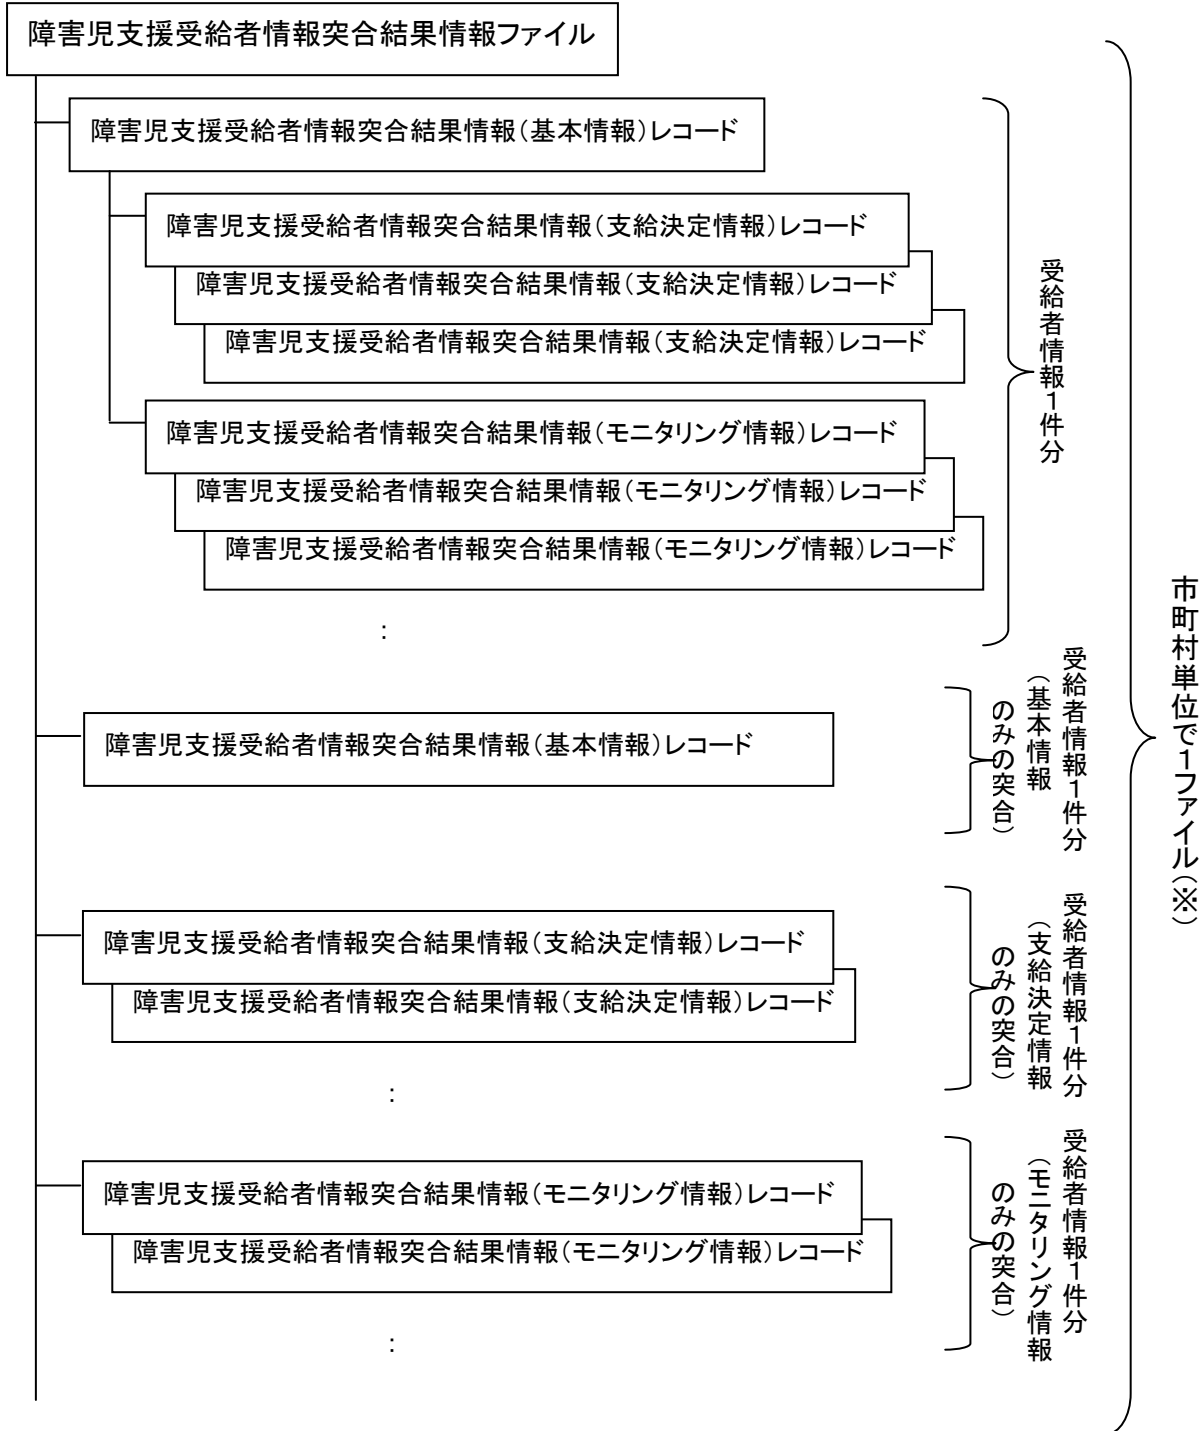 障害児支援受給者情報突合結果情報ファイル
障害児支援受給者情報突合結果情報(基本情報)レコード
障害児支援受給者情報突合結果情報(支給決定情報)レコード
障害児支援受給者情報突合結果情報(支給決定情報)レコード
障害児支援受給者情報突合結果情報(支給決定情報)レコード
障害児支援受給者情報突合結果情報(モニタリング情報)レコード
障害児支援受給者情報突合結果情報(モニタリング情報)レコード
障害児支援受給者情報突合結果情報(モニタリング情報)レコード
:
受給者情報1件分
障害児支援受給者情報突合結果情報(基本情報)レコード
受給者情報1件分
(基本情報
のみの突合)
障害児支援受給者情報突合結果情報(支給決定情報)レコード
障害児支援受給者情報突合結果情報(支給決定情報)レコード
:
受給者情報1件分
(支給決定情報
のみの突合)
障害児支援受給者情報突合結果情報(モニタリング情報)レコード
障害児支援受給者情報突合結果情報(モニタリング情報)レコード
:
受給者情報1件分
(モニタリング情報
のみの突合)
市町村単位で1ファイル(※)